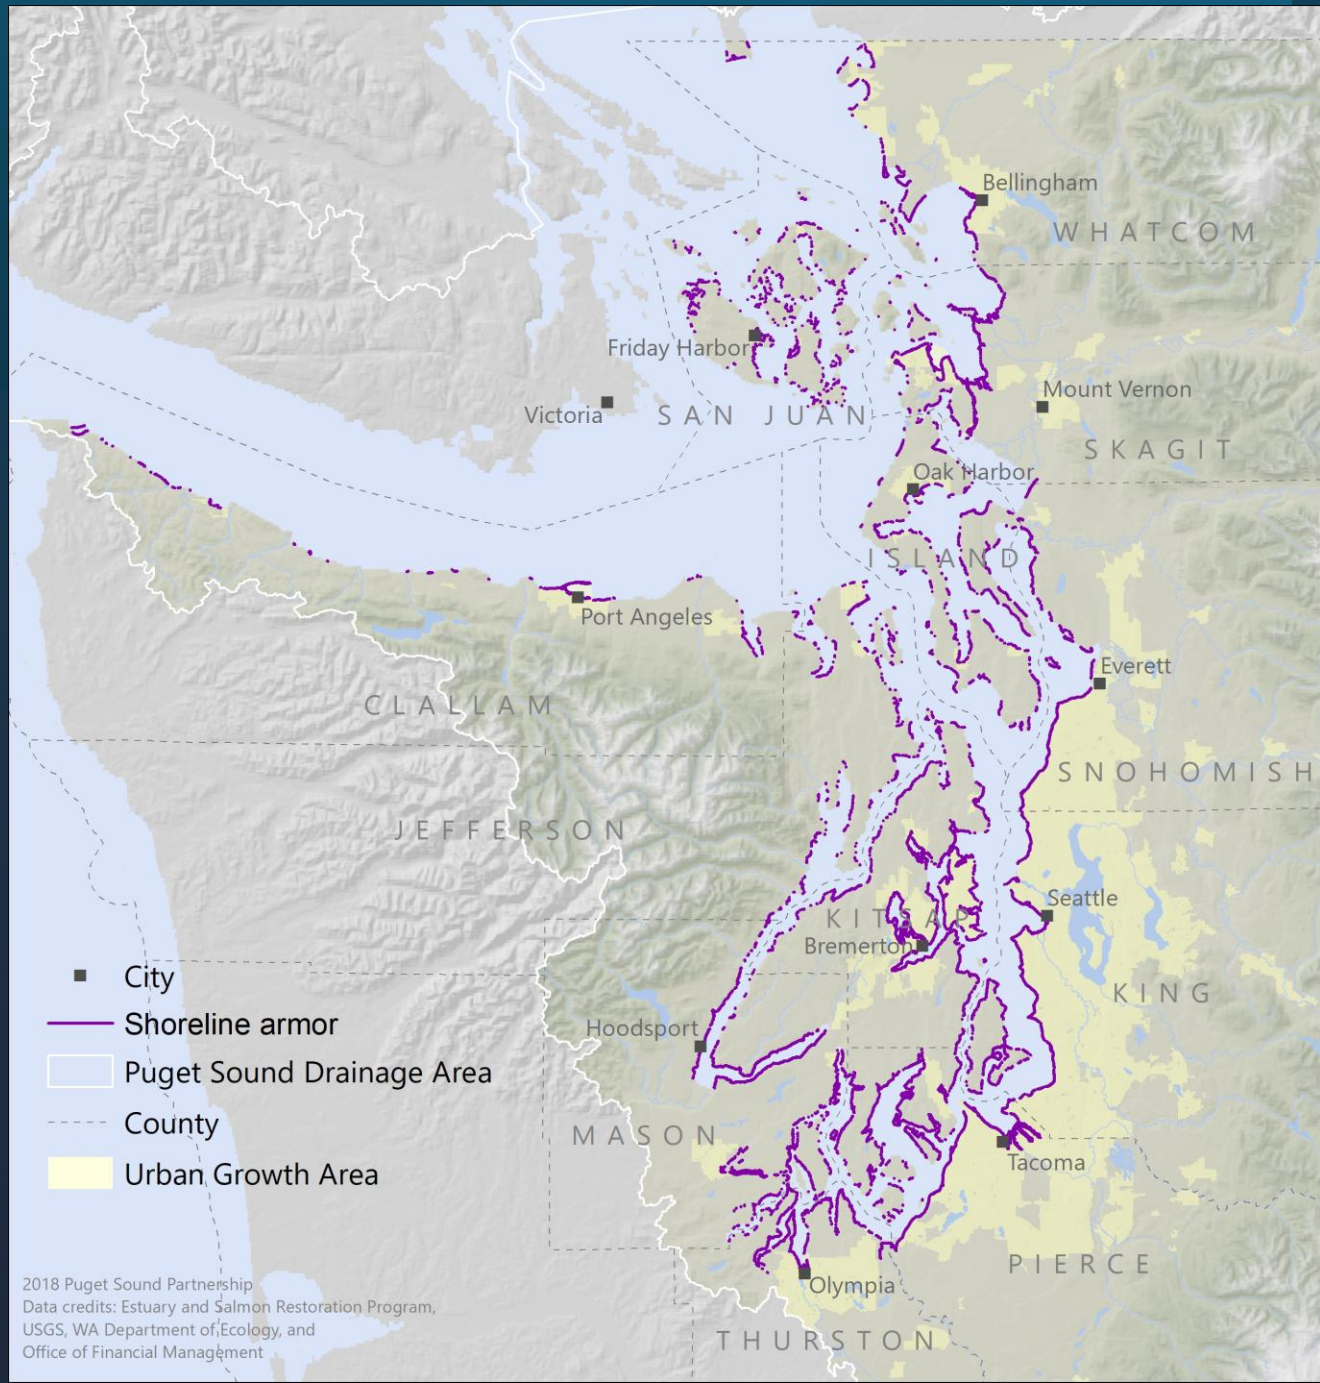 Bellingham
WHATCOM
Friday Harbor
Mount Vernon
Victoria
SAN JUAN
SKAGIT
Oak Harbor
ISLAND
Port Angeles
Everett
CLALLAM
SNOHOMISH
JEFFERSON
Seattle
KITSAP
Bremerton
KING
Hoodsport
MASON
Tacoma
PIERCE
Olympia
THURSTON
City
Shoreline armor
Puget Sound Drainage Area
County
Urban Growth Area
2018 Puget Sound Partnership
Data credits: Estuary and Salmon Restoration Program,
USGS, WA Department of Ecology, and
Office of Financial Management